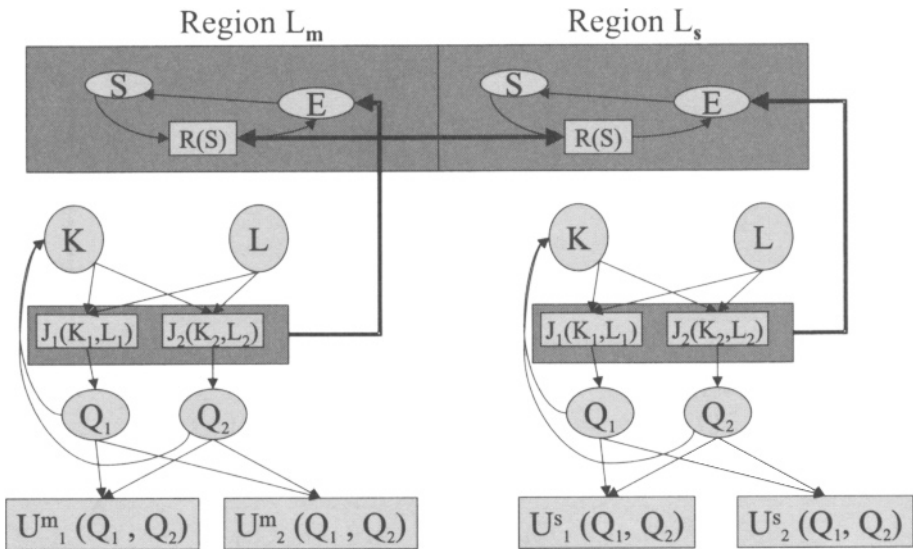 Region Lₘ Region Lₛ
S E S E
R(S) R(S)
K L K L
J₁(K₁,L₁) J₂(K₂,L₂) J₁(K₁,L₁) J₂(K₂,L₂)
Q₁ Q₂ Q₁ Q₂
Uᵐ₁ (Q₁ , Q₂) Uᵐ₂ (Q₁ , Q₂) Uˢ₁ (Q₁, Q₂) Uˢ₂ (Q₁, Q₂)